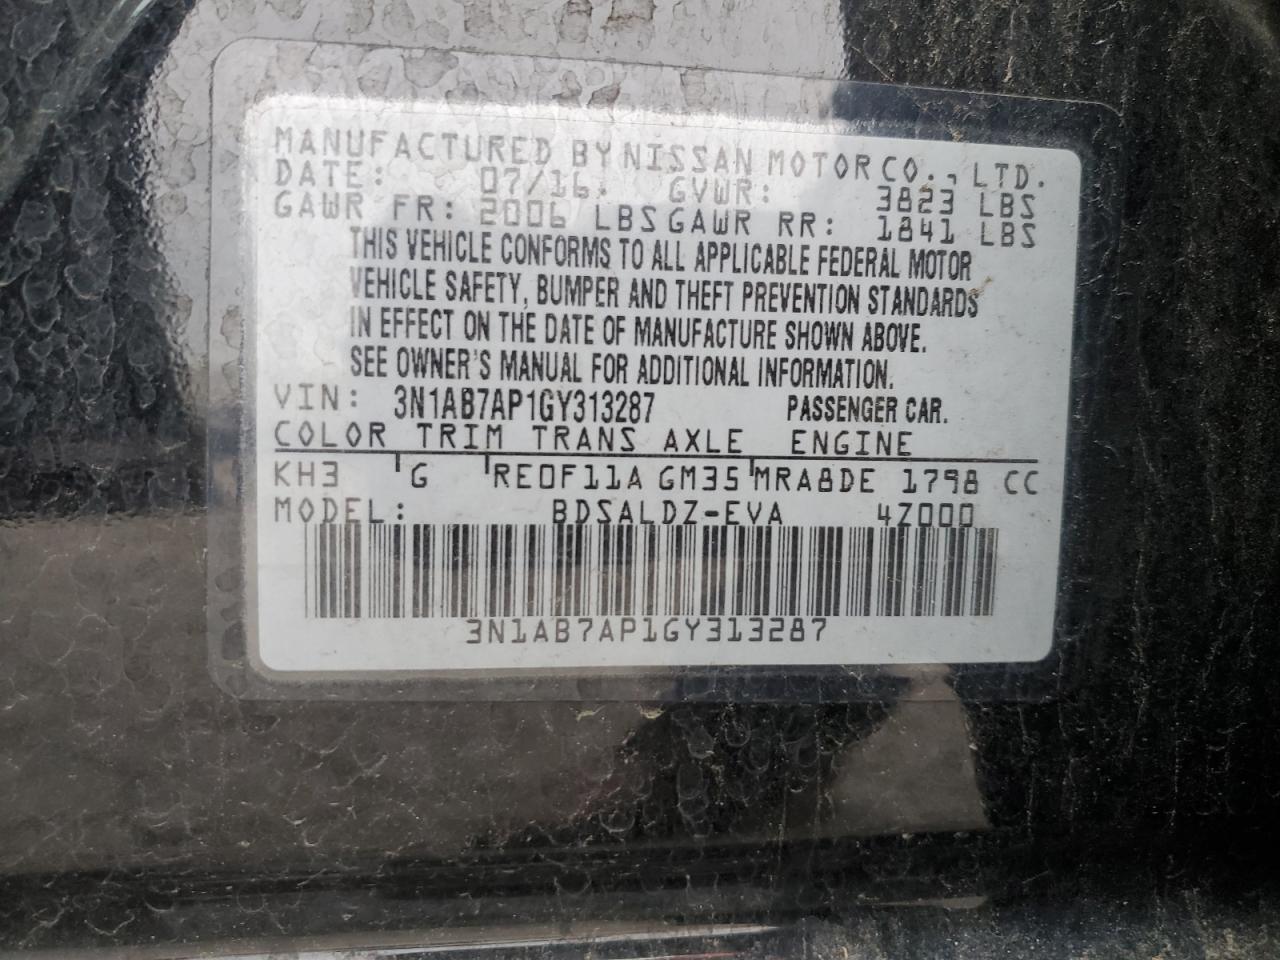 MANUFACTURED BY NISSAN MOTOR CO., LTD.
DATE: 07/16. GVWR: 3823 LBS
GAWR FR: 2006 LBS GAWR RR: 1841 LBS
THIS VEHICLE CONFORMS TO ALL APPLICABLE FEDERAL MOTOR
VEHICLE SAFETY, BUMPER AND THEFT PREVENTION STANDARDS
IN EFFECT ON THE DATE OF MANUFACTURE SHOWN ABOVE.
SEE OWNER'S MANUAL FOR ADDITIONAL INFORMATION.
VIN: 3N1AB7AP1GY313287 PASSENGER CAR.
COLOR TRIM TRANS AXLE ENGINE
KH3 G RE0F11A GM35 MRA8DE 1798 CC
MODEL: BDSALDZ-EVA 4Z000
3N1AB7AP1GY313287